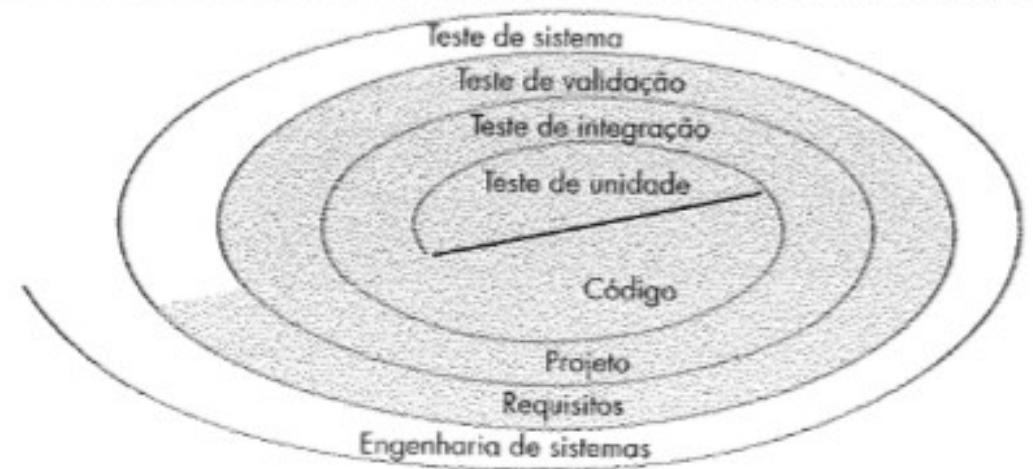 Teste de sistema
Teste de validação
Teste de integração
Teste de unidade
Código
Projeto
Requisitos
Engenharia de sistemas